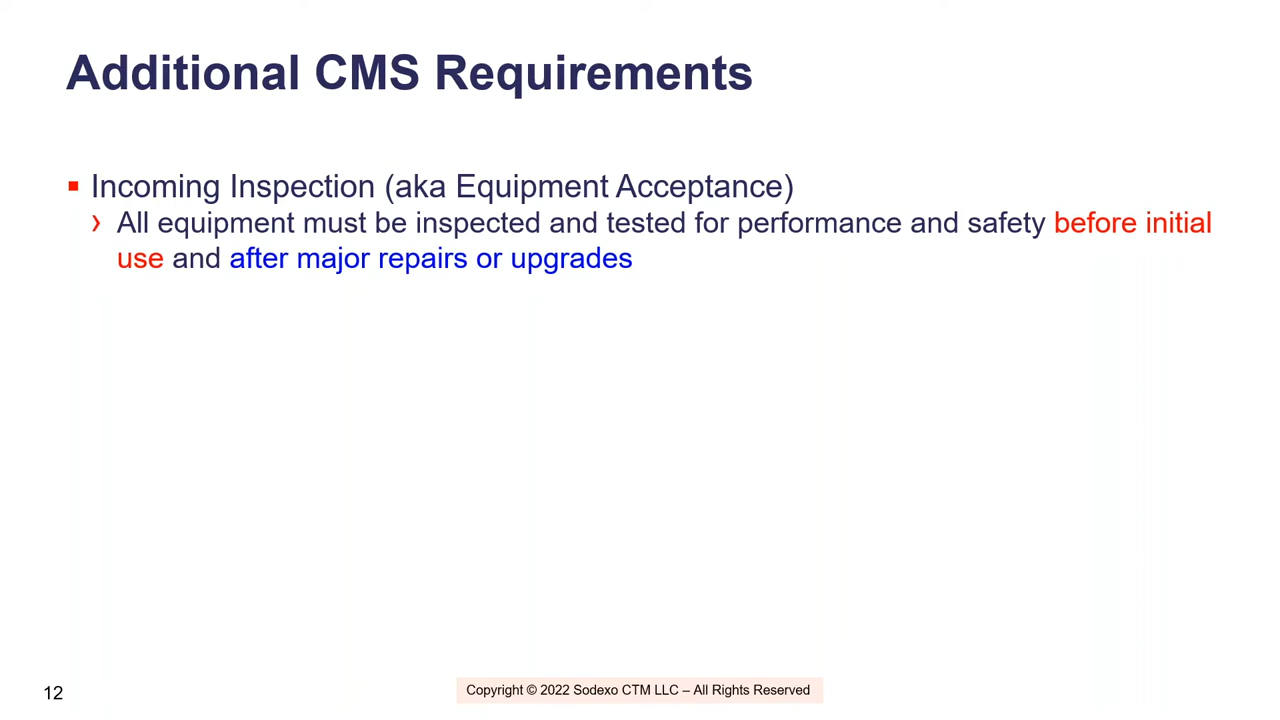 Additional CMS Requirements
Incoming Inspection (aka Equipment Acceptance)
All equipment must be inspected and tested for performance and safety before initial
use and after major repairs or upgrades
12
Copyright © 2022 Sodexo CTM LLC – All Rights Reserved